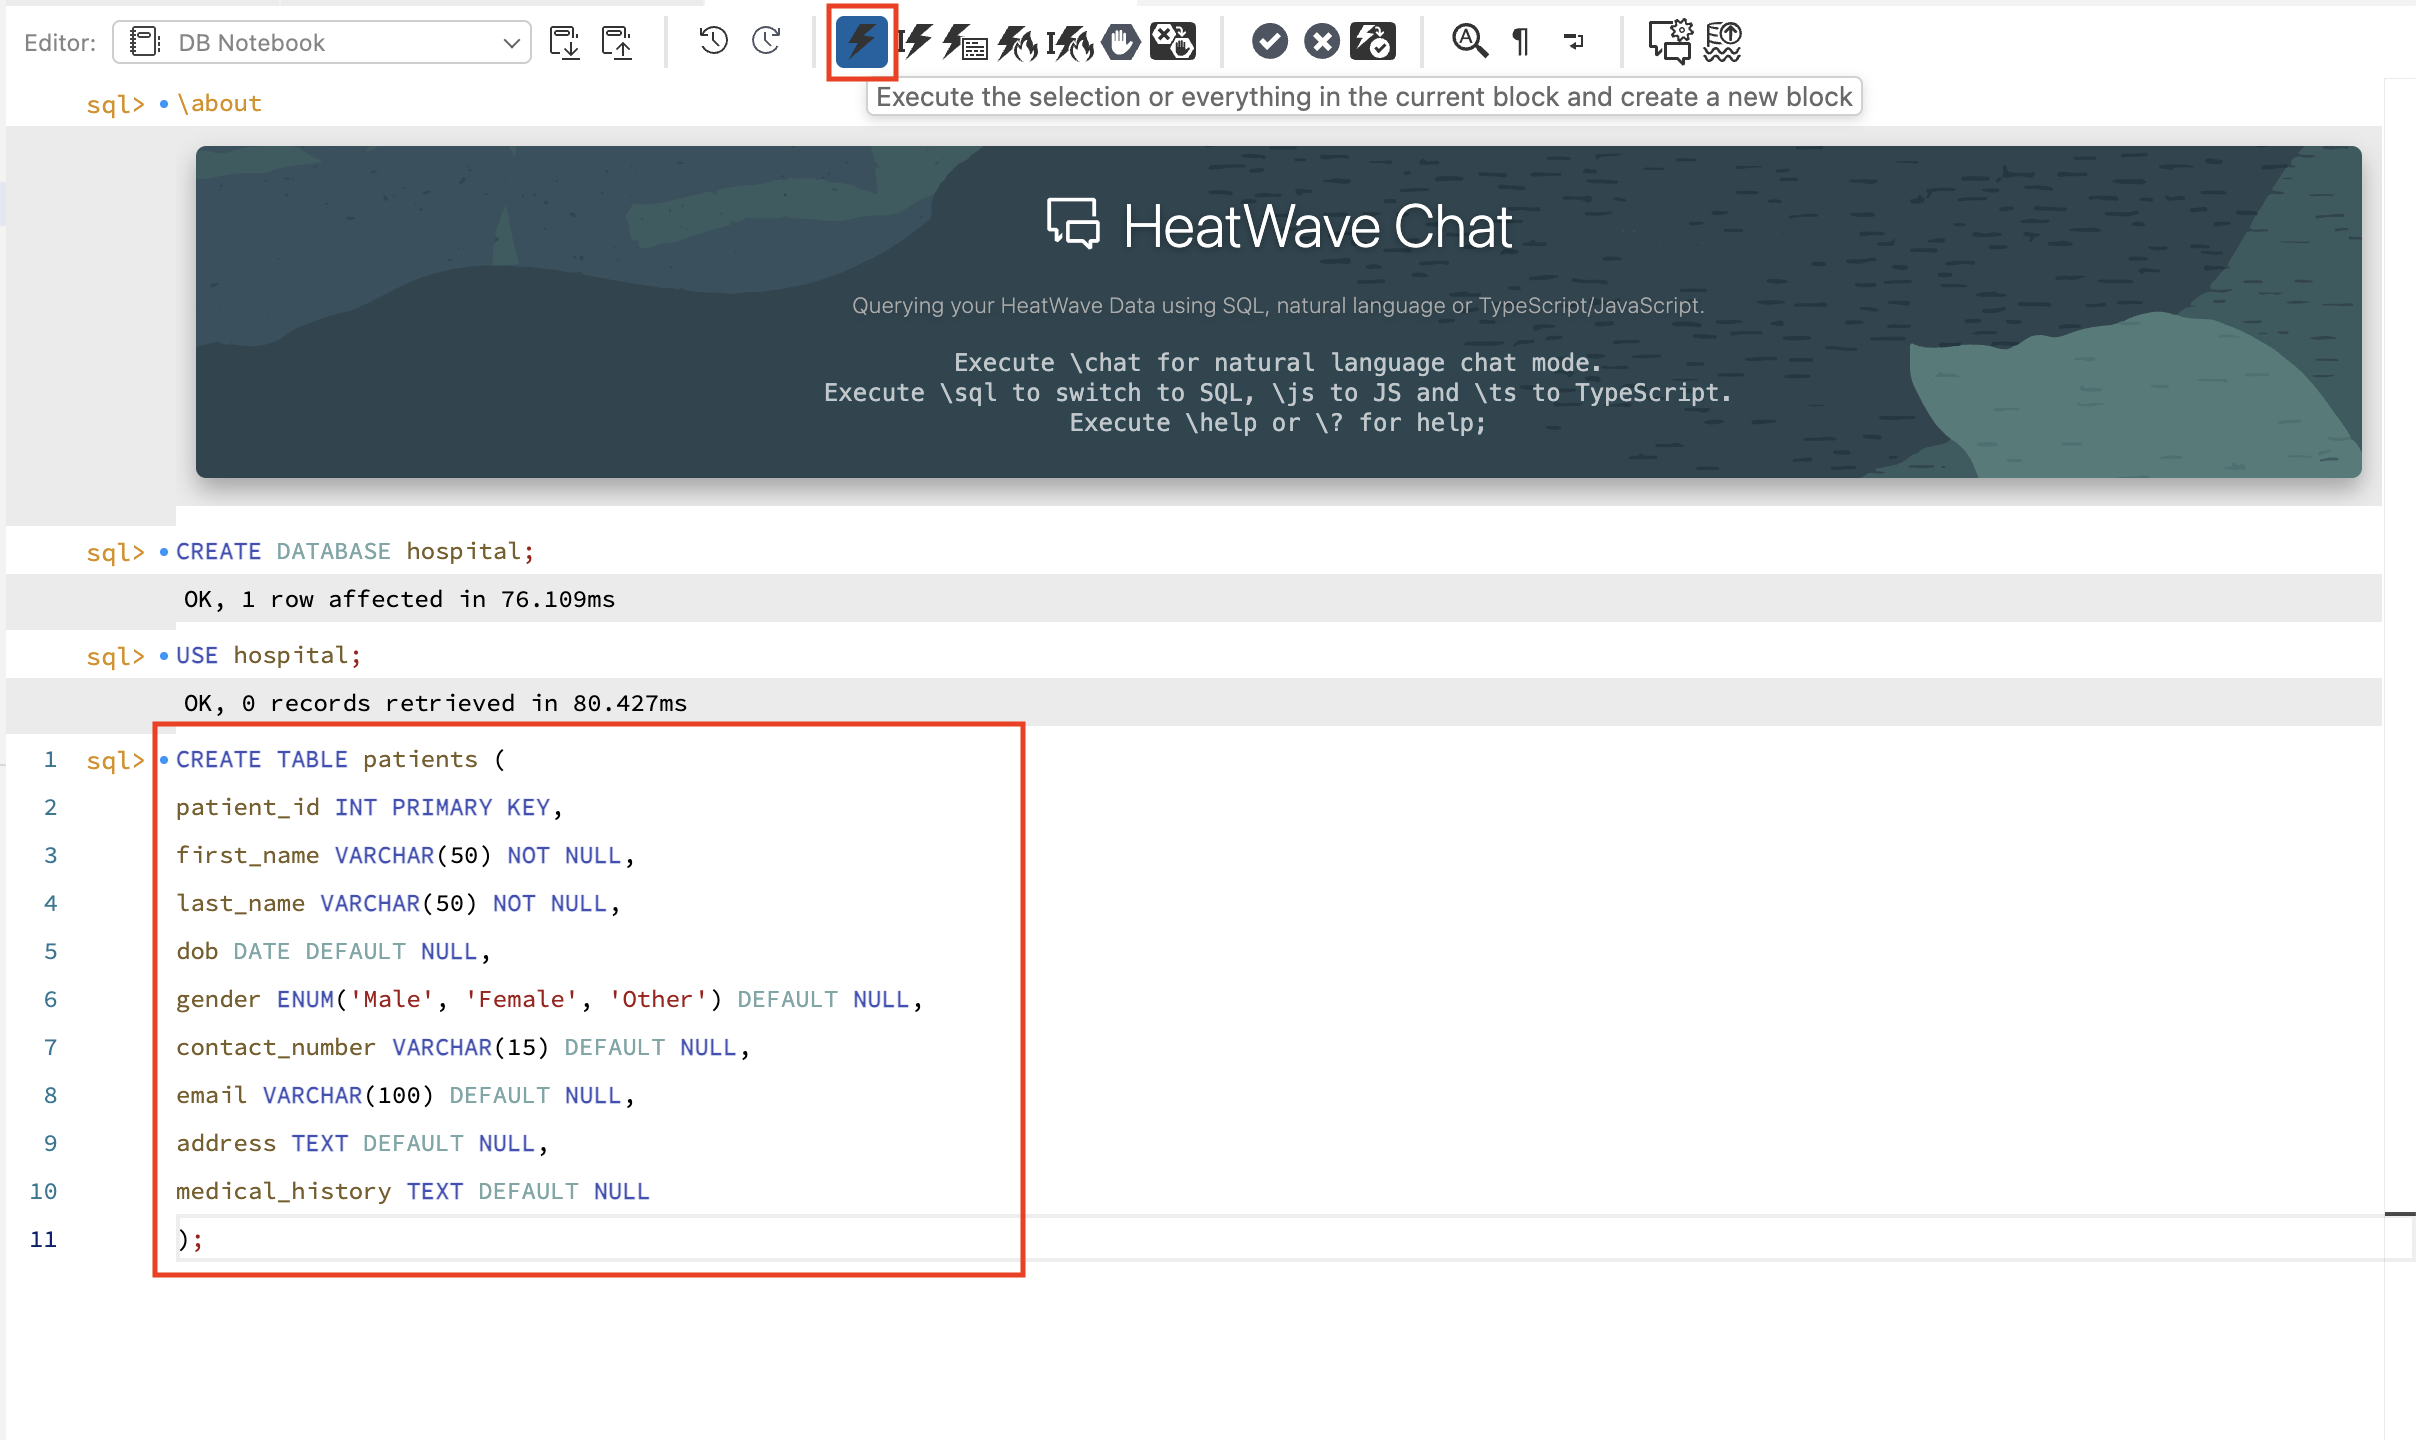 Editor: DB Notebook
sql> \about
Execute the selection or everything in the current block and create a new block
HeatWave Chat
Querying your HeatWave Data using SQL, natural language or TypeScript/JavaScript.
Execute \chat for natural language chat mode.
Execute \sql to switch to SQL, \js to JS and \ts to TypeScript.
Execute \help or \? for help;
sql> CREATE DATABASE hospital;
OK, 1 row affected in 76.109ms
sql> USE hospital;
OK, 0 records retrieved in 80.427ms
1 sql> CREATE TABLE patients (
2 patient_id INT PRIMARY KEY,
3 first_name VARCHAR(50) NOT NULL,
4 last_name VARCHAR(50) NOT NULL,
5 dob DATE DEFAULT NULL,
6 gender ENUM('Male', 'Female', 'Other') DEFAULT NULL,
7 contact_number VARCHAR(15) DEFAULT NULL,
8 email VARCHAR(100) DEFAULT NULL,
9 address TEXT DEFAULT NULL,
10 medical_history TEXT DEFAULT NULL
11 );